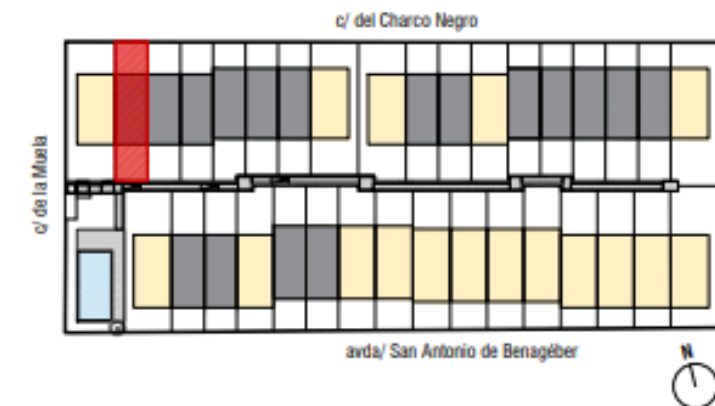 c/ del Charco Negro
c/ de la Muela
avda/ San Antonio de Benagéber
N